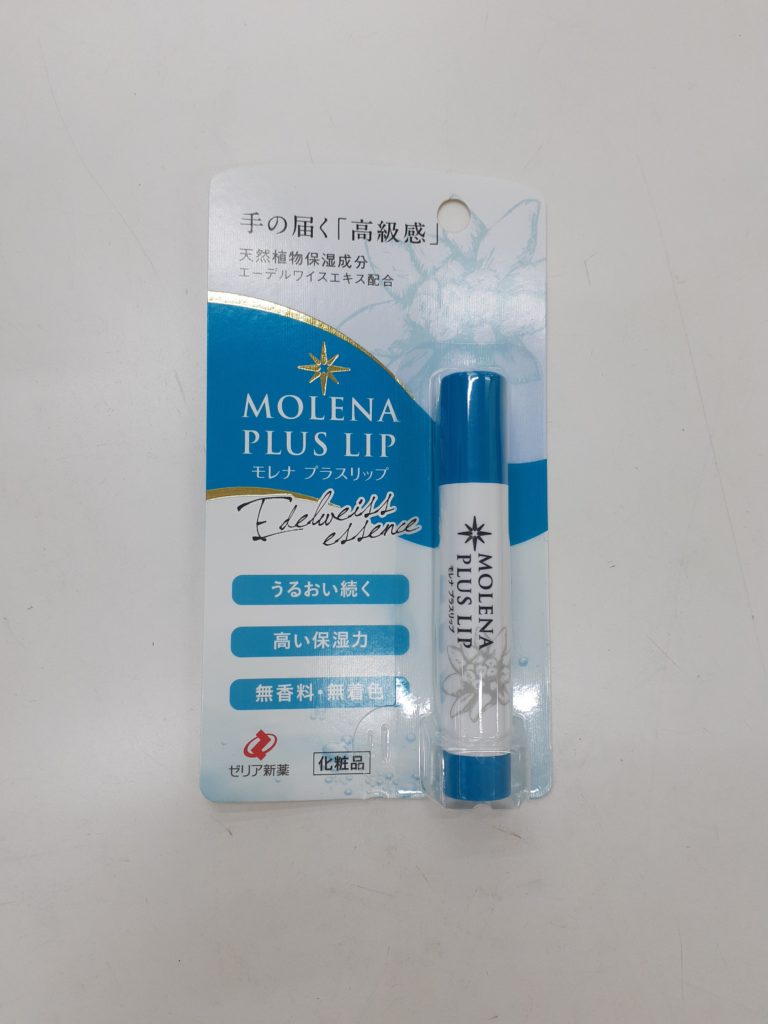 手の届く「高級感」
天然植物保湿成分
エーデルワイスエキス配合
MOLENA
PLUS LIP
モレナ プラスリップ
Edelweiss
essence
うるおい続く
高い保湿力
無香料・無着色
ゼリア新薬
化粧品
MOLENA
PLUS LIP
モレナ プラスリップ